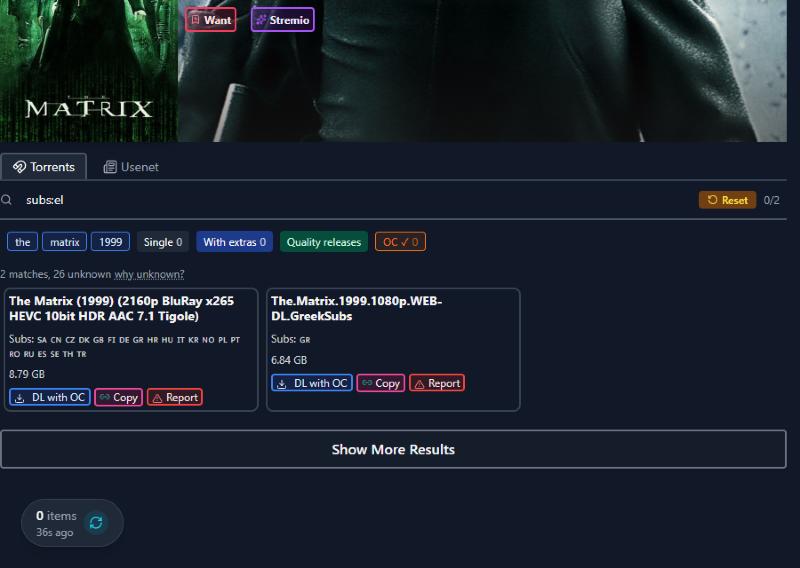 THE
MATRIX
Want
Stremio
Torrents
Usenet
subs:el
Reset
0/2
the
matrix
1999
Single 0
With extras 0
Quality releases
OC ✓ 0
2 matches, 26 unknown why unknown?
The Matrix (1999) (2160p BluRay x265
HEVC 10bit HDR AAC 7.1 Tigole)
Subs: SA CN CZ DK GB FI DE GR HR HU IT KR NO PL PT
RO RU ES SE TH TR
8.79 GB
DL with OC
Copy
Report
The.Matrix.1999.1080p.WEB-
DL.GreekSubs
Subs: GR
6.84 GB
DL with OC
Copy
Report
Show More Results
0 items
36s ago